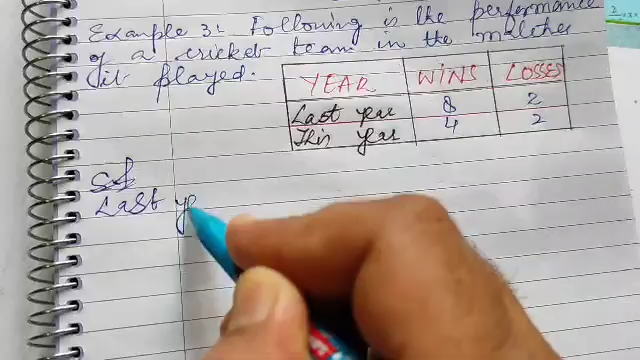 Example 3: Following is the performance
of a cricket team in the matches
it played.
YEAR WINS LOSSES
Last year 8 2
This year 4 2
Sol
Last y